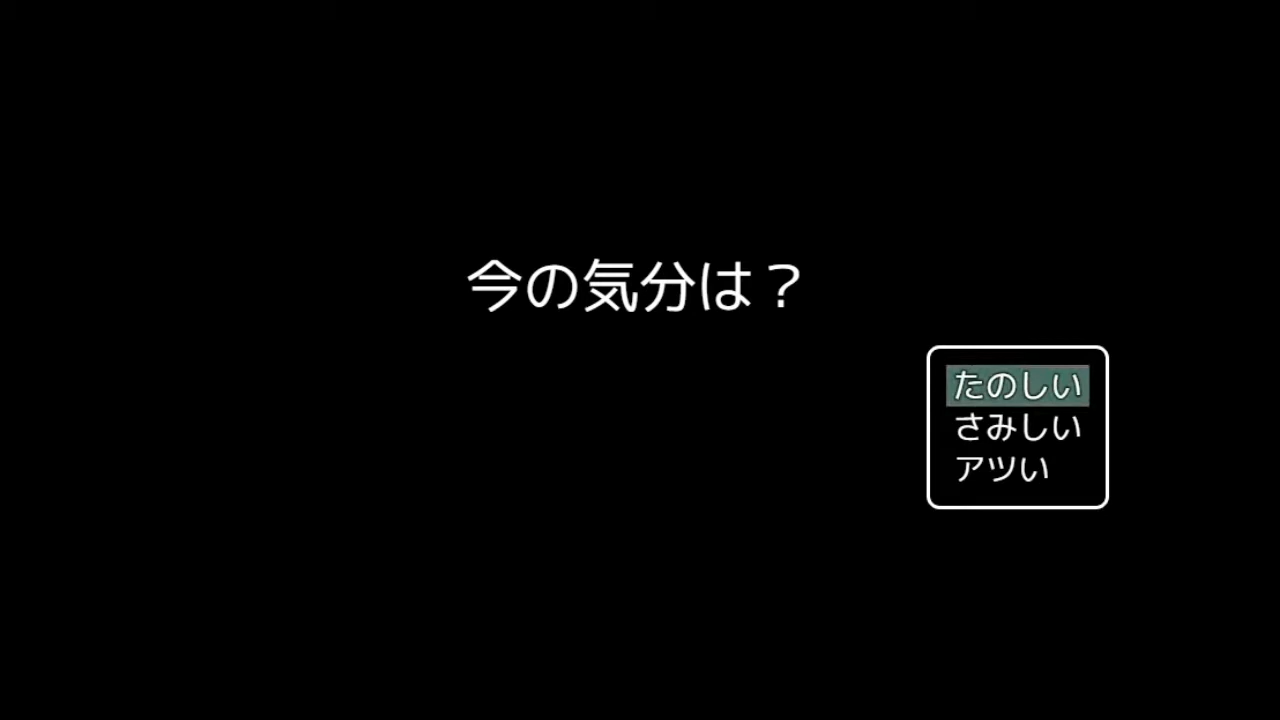 今の気分は？
たのしい
さみしい
アツい